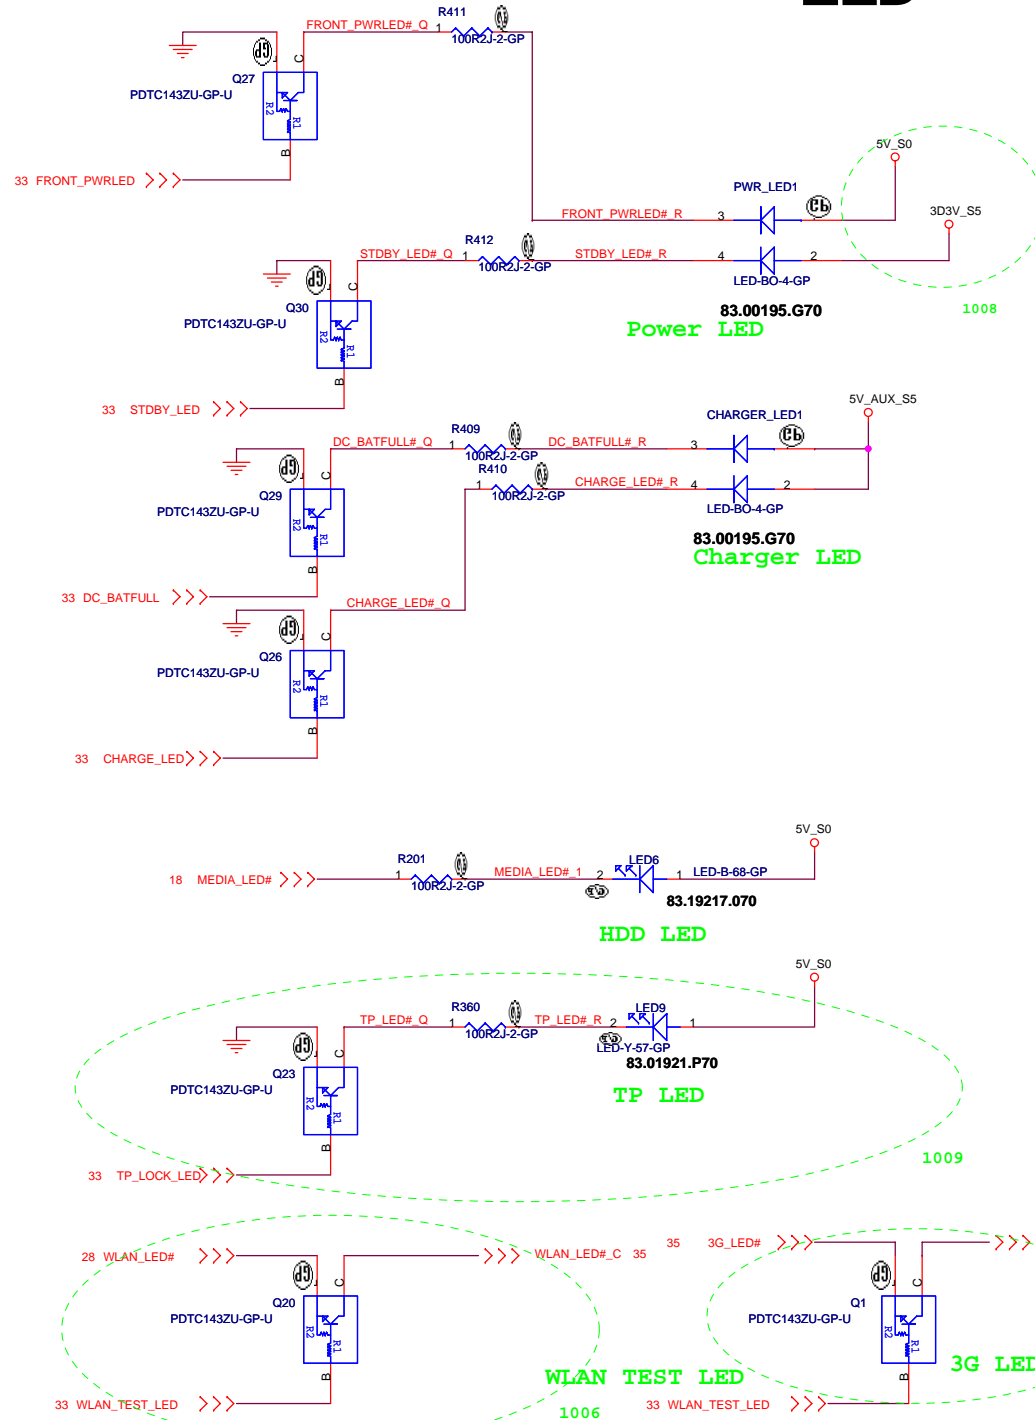 R411
FRONT_PWRLED#_Q
1
100R2J-2-GP
Q27
C
PDTC143ZU-GP-U
R2
R1
B
33 FRONT_PWRLED
5V_S0
PWR_LED1
FRONT_PWRLED#_R
3
3D3V_S5
R412
STDBY_LED#_Q
1
100R2J-2-GP
STDBY_LED#_R
4
2
LED-BO-4-GP
83.00195.G70
Power LED
1008
Q30
C
PDTC143ZU-GP-U
R2
R1
B
33 STDBY_LED
5V_AUX_S5
CHARGER_LED1
R409
DC_BATFULL#_Q
1
100R2J-2-GP
DC_BATFULL#_R
3
R410
1
100R2J-2-GP
CHARGE_LED#_R
4
2
LED-BO-4-GP
83.00195.G70
Charger LED
Q29
C
PDTC143ZU-GP-U
R2
R1
B
33 DC_BATFULL
CHARGE_LED#_Q
Q26
C
PDTC143ZU-GP-U
R2
R1
B
33 CHARGE_LED
5V_S0
R201
18 MEDIA_LED#
1
100R2J-2-GP
MEDIA_LED#_1
2
LED6
1
LED-B-68-GP
83.19217.070
HDD LED
5V_S0
R360
TP_LED#_Q
1
100R2J-2-GP
TP_LED#_R
2
LED9
1
LED-Y-57-GP
83.01921.P70
TP LED
Q23
C
PDTC143ZU-GP-U
R2
R1
B
33 TP_LOCK_LED
1009
28 WLAN_LED#
WLAN_LED#_C 35
Q20
C
PDTC143ZU-GP-U
R2
R1
B
33 WLAN_TEST_LED
WLAN TEST LED
1006
35 3G_LED#
Q1
C
PDTC143ZU-GP-U
R2
R1
B
33 WLAN_TEST_LED
3G LED